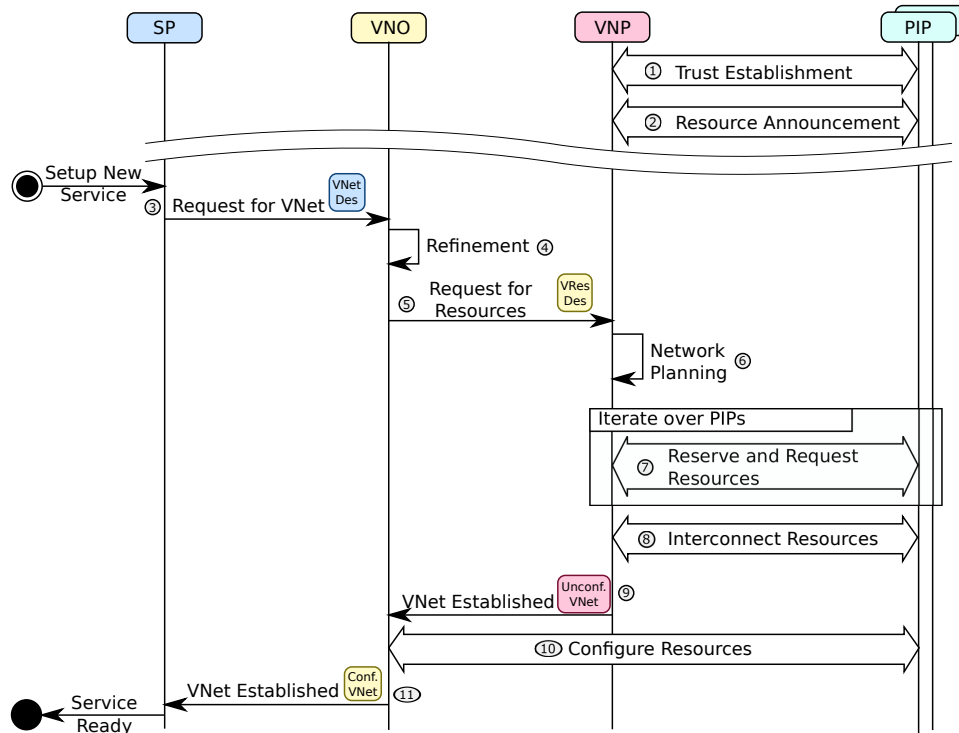 SP
VNO
VNP
PIP
1 Trust Establishment
2 Resource Announcement
Setup New
Service
3 Request for VNet
VNet
Des
Refinement 4
5 Request for
Resources
VRes
Des
Network
Planning 6
Iterate over PIPs
7 Reserve and Request
Resources
8 Interconnect Resources
VNet Established
Unconf.
VNet
9
10 Configure Resources
VNet Established
Conf.
VNet
11
Service
Ready